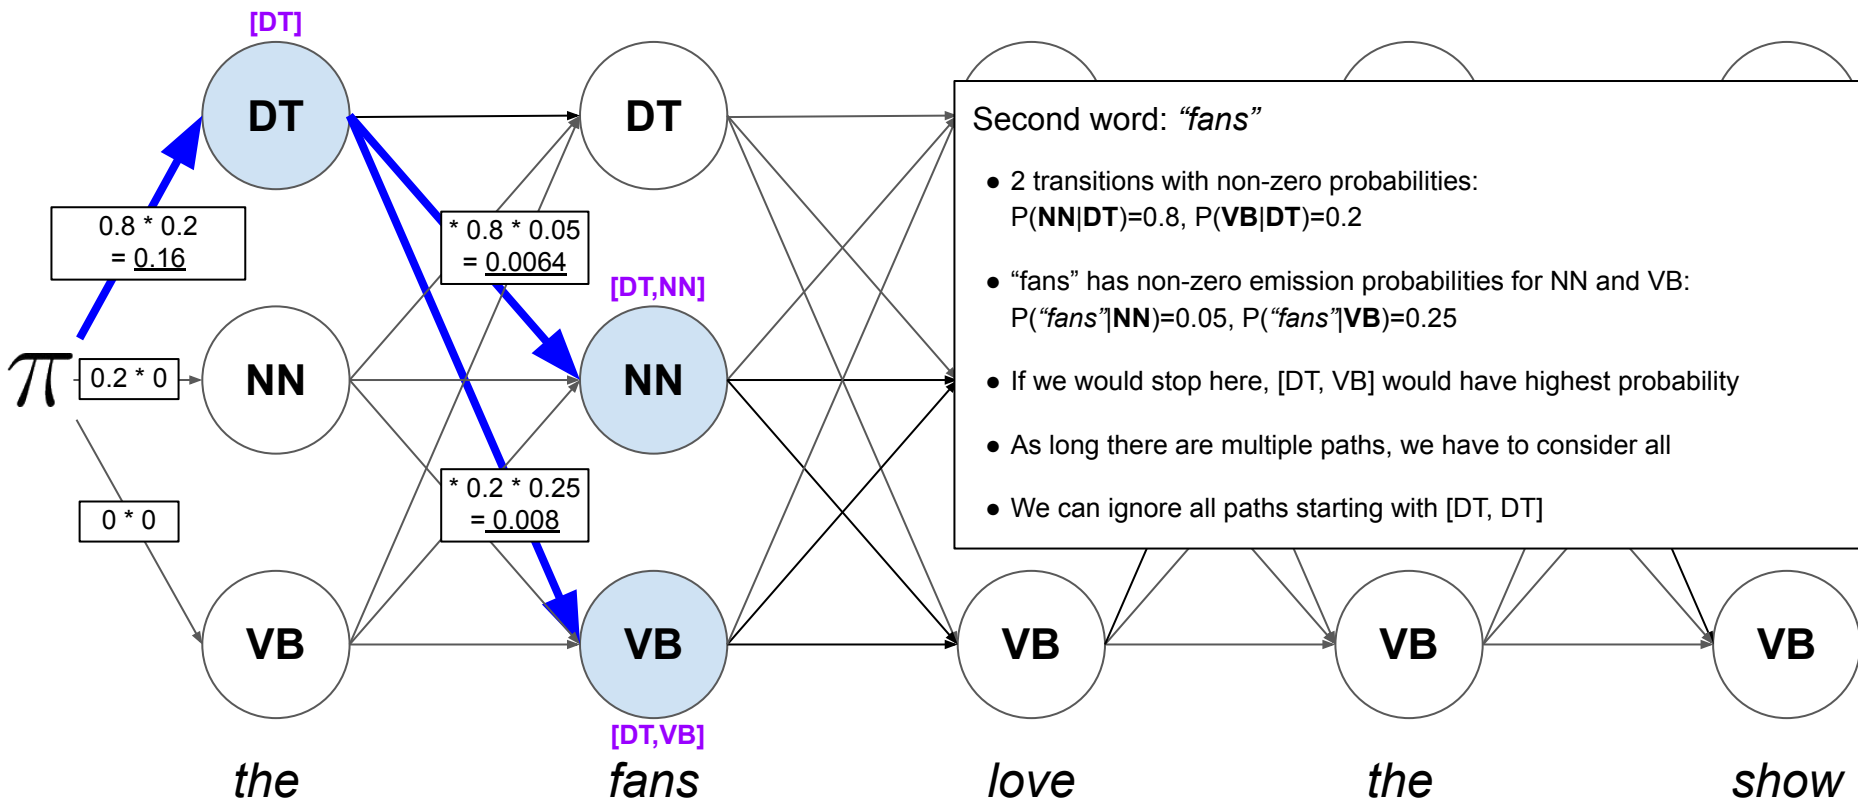 [DT]
DT
DT
0.8 * 0.2
= 0.16
* 0.8 * 0.05
= 0.0064
[DT,NN]
π
0.2 * 0
NN
NN
0 * 0
* 0.2 * 0.25
= 0.008
VB
VB
VB
VB
VB
[DT,VB]
the
fans
love
the
show
Second word: “fans”
● 2 transitions with non-zero probabilities:
P(NN|DT)=0.8, P(VB|DT)=0.2
● “fans” has non-zero emission probabilities for NN and VB:
P(“fans”|NN)=0.05, P(“fans”|VB)=0.25
● If we would stop here, [DT, VB] would have highest probability
● As long there are multiple paths, we have to consider all
● We can ignore all paths starting with [DT, DT]